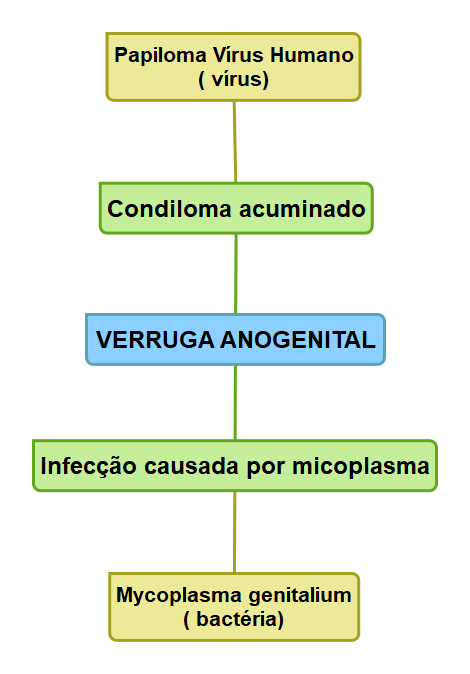 Papiloma Vírus Humano
( vírus)
Condiloma acuminado
VERRUGA ANOGENITAL
Infecção causada por micoplasma
Mycoplasma genitalium
( bactéria)